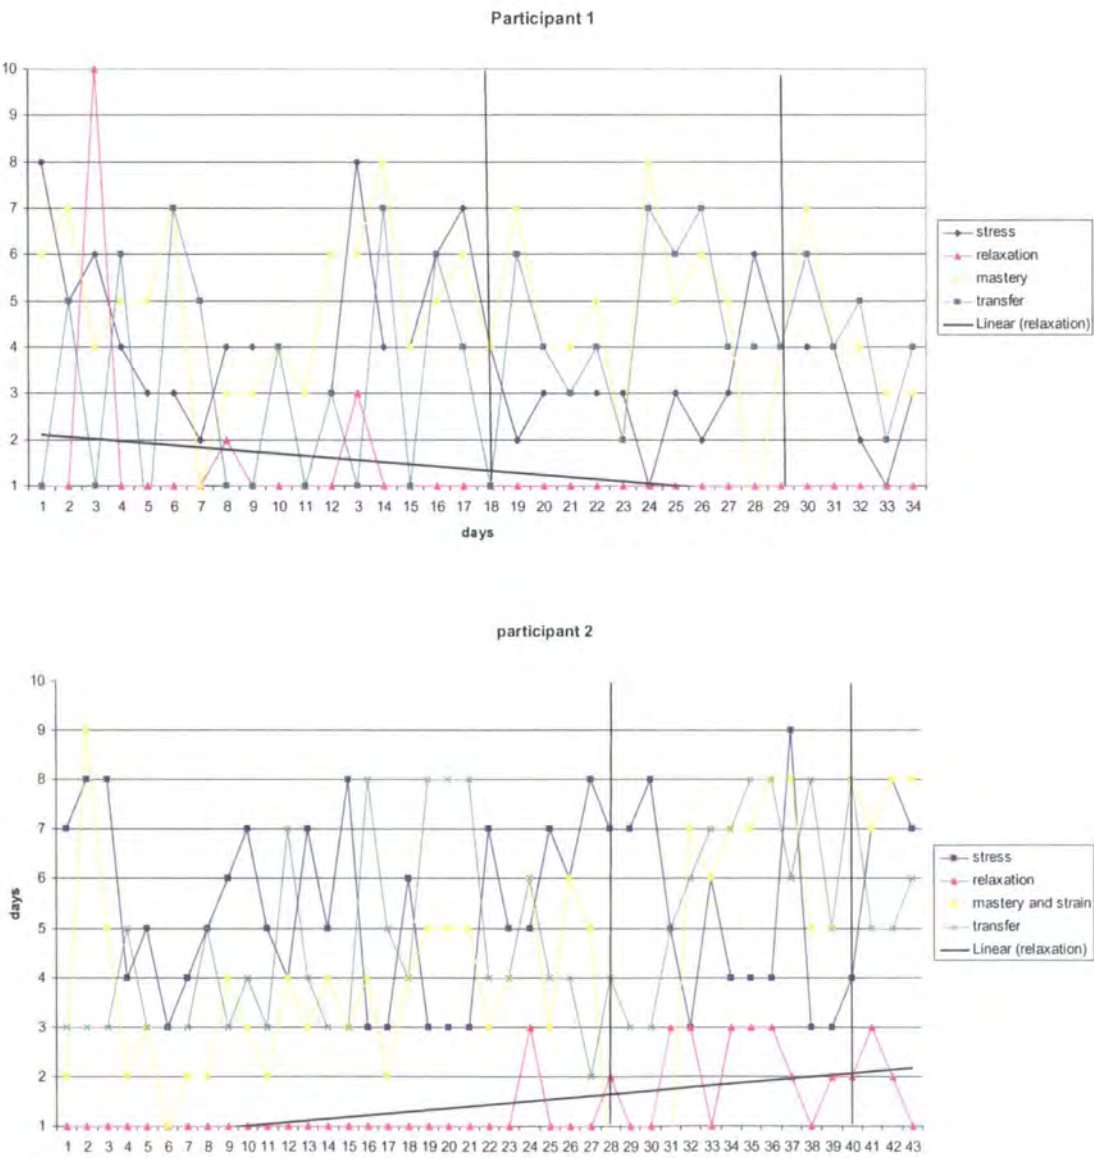 Participant 1
10
9
8
7
6
5
4
3
2
1
1 2 3 4 5 6 7 8 9 10 11 12 3 14 15 16 17 18 19 20 21 22 23 24 25 26 27 28 29 30 31 32 33 34
days
stress
relaxation
mastery
transfer
Linear (relaxation)
participant 2
10
9
8
7
6
5
4
3
2
1
days
1 2 3 4 5 6 7 8 9 10 11 12 13 14 15 16 17 18 19 20 21 22 23 24 25 26 27 28 29 30 31 32 33 34 35 36 37 38 39 40 41 42 43
stress
relaxation
mastery and strain
transfer
Linear (relaxation)